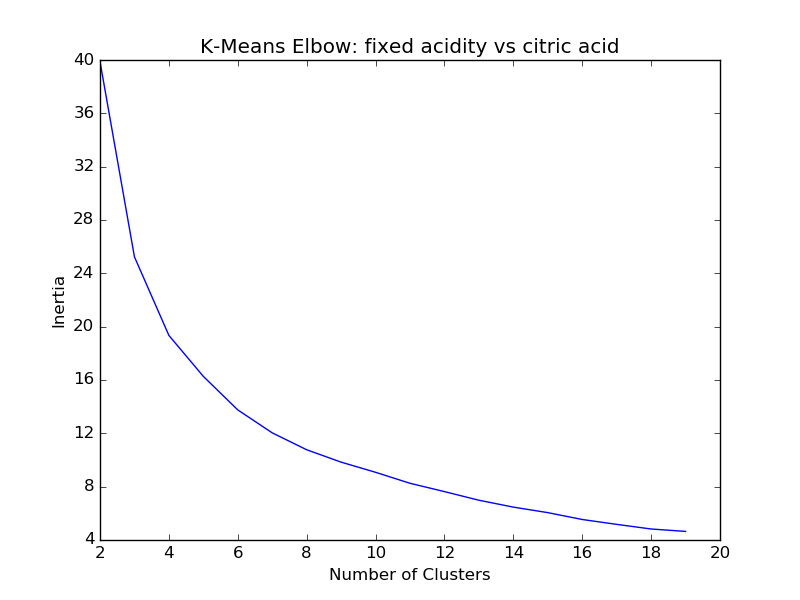 K-Means Elbow: fixed acidity vs citric acid
40
36
32
28
24
20
16
12
8
4
Inertia
2 4 6 8 10 12 14 16 18 20
Number of Clusters